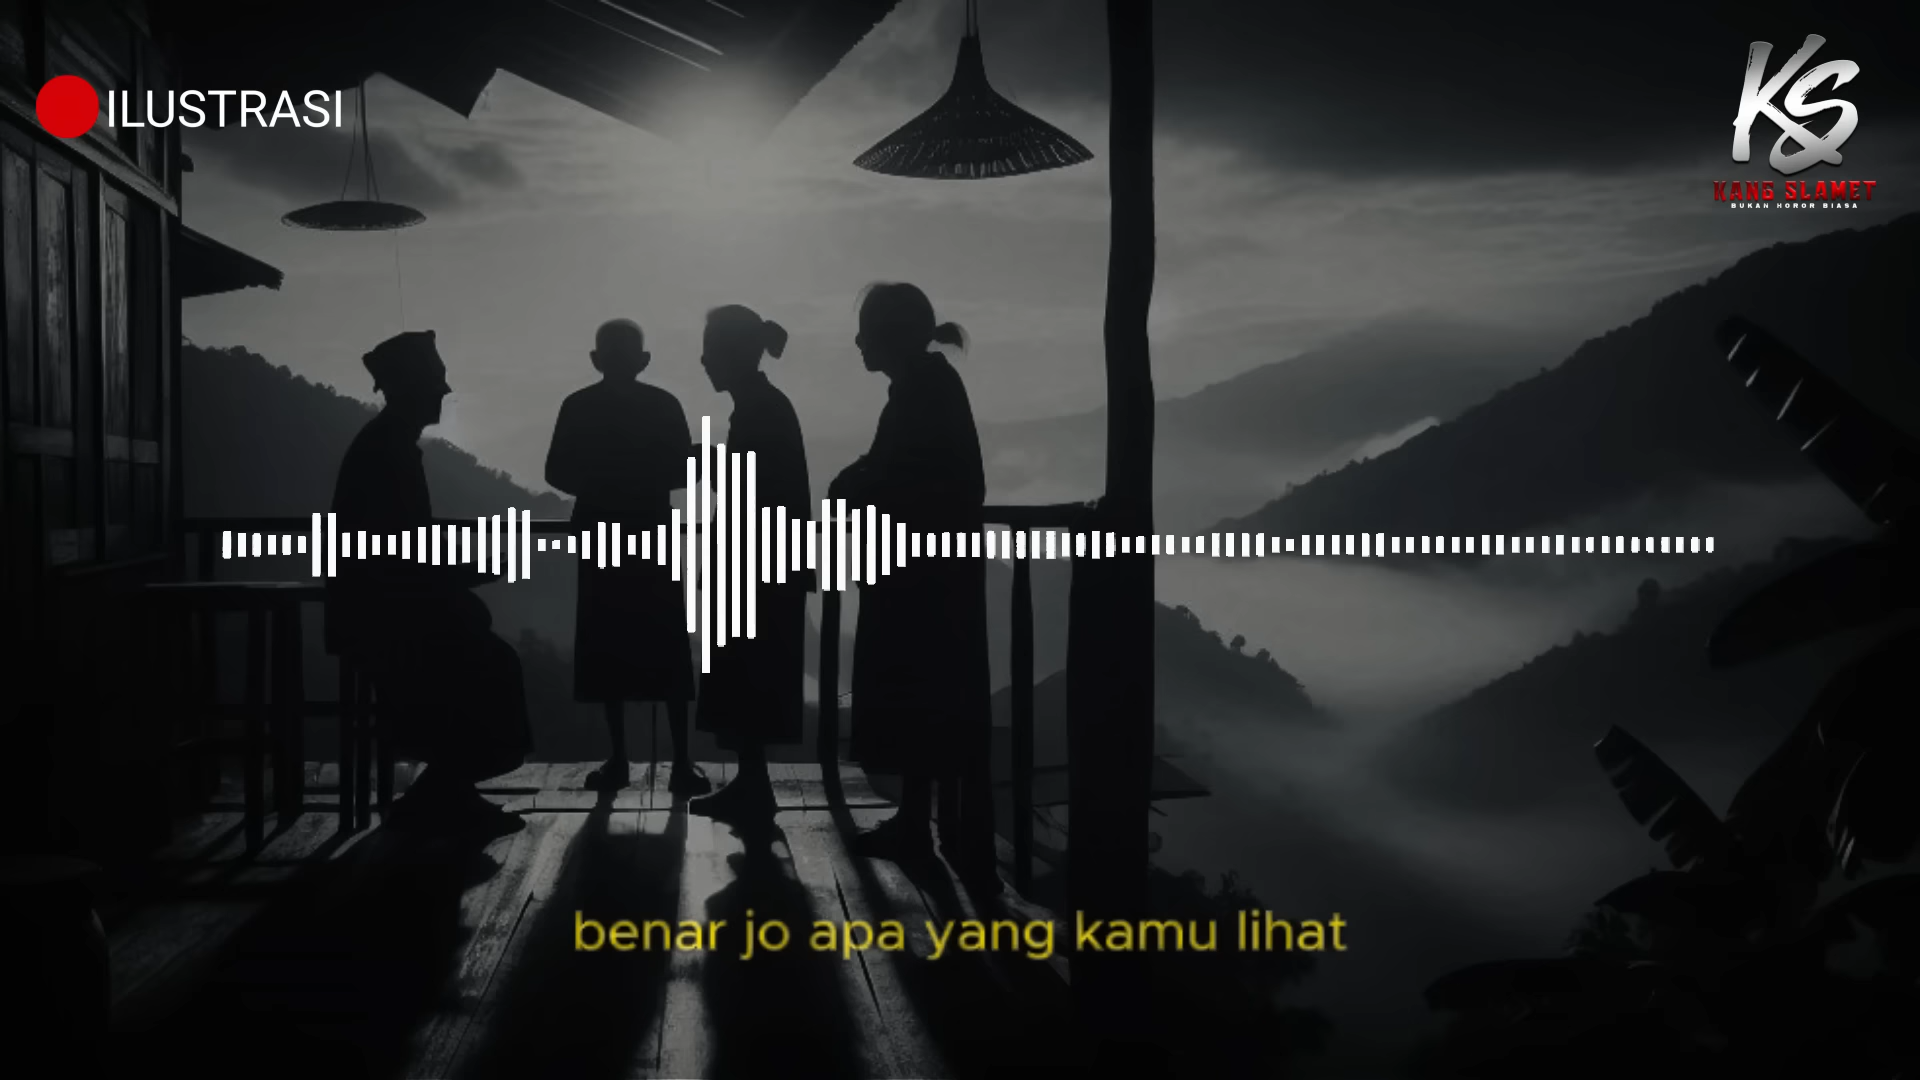 ILUSTRASI
KS
KANG SLAMET
BUKAN HOROR BIASA
benar jo apa yang kamu lihat